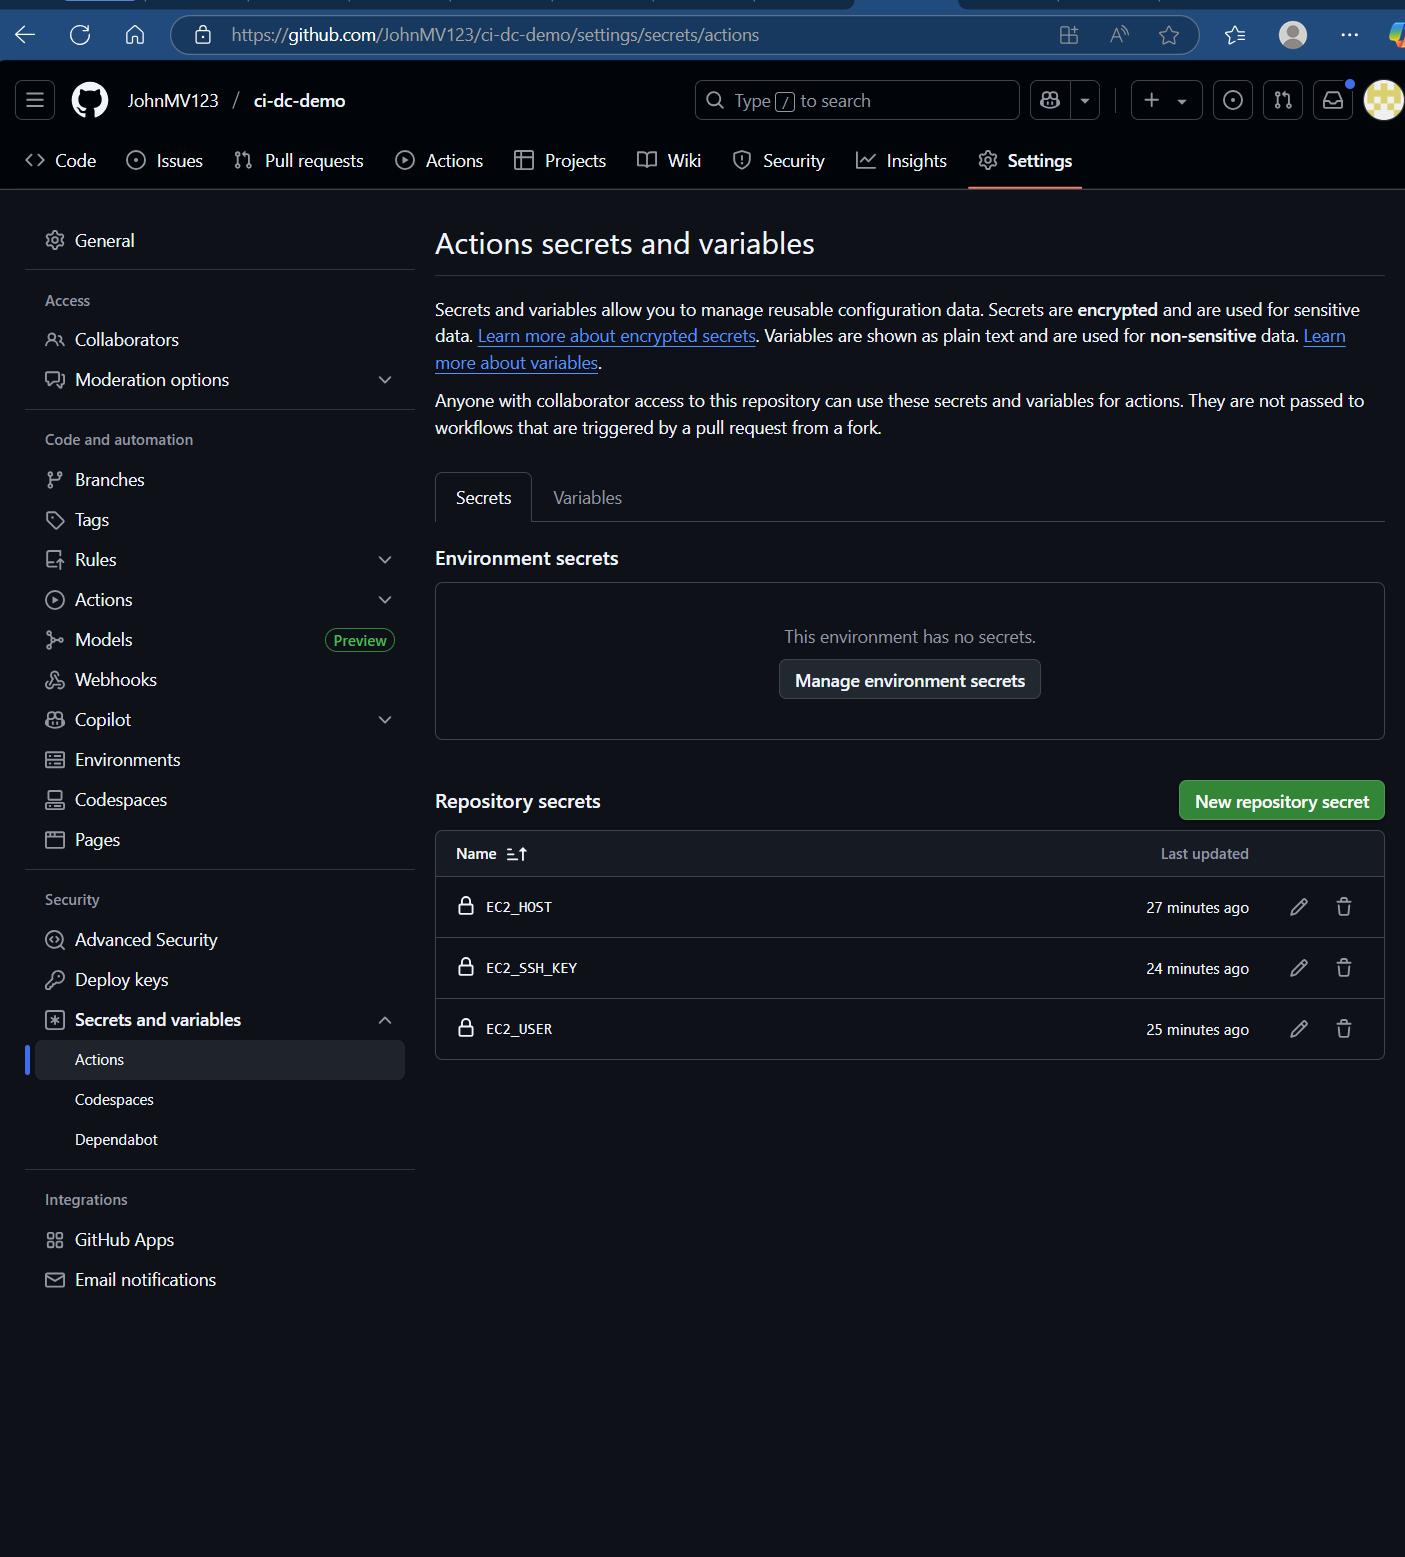 https://github.com/JohnMV123/ci-dc-demo/settings/secrets/actions
JohnMV123 / ci-dc-demo
Type / to search
Code
Issues
Pull requests
Actions
Projects
Wiki
Security
Insights
Settings
General
Access
Collaborators
Moderation options
Code and automation
Branches
Tags
Rules
Actions
Models
Preview
Webhooks
Copilot
Environments
Codespaces
Pages
Security
Advanced Security
Deploy keys
Secrets and variables
Actions
Codespaces
Dependabot
Integrations
GitHub Apps
Email notifications
Actions secrets and variables
Secrets and variables allow you to manage reusable configuration data. Secrets are encrypted and are used for sensitive
data. Learn more about encrypted secrets. Variables are shown as plain text and are used for non-sensitive data. Learn
more about variables.
Anyone with collaborator access to this repository can use these secrets and variables for actions. They are not passed to
workflows that are triggered by a pull request from a fork.
Secrets
Variables
Environment secrets
This environment has no secrets.
Manage environment secrets
Repository secrets
New repository secret
Name
Last updated
EC2_HOST
27 minutes ago
EC2_SSH_KEY
24 minutes ago
EC2_USER
25 minutes ago